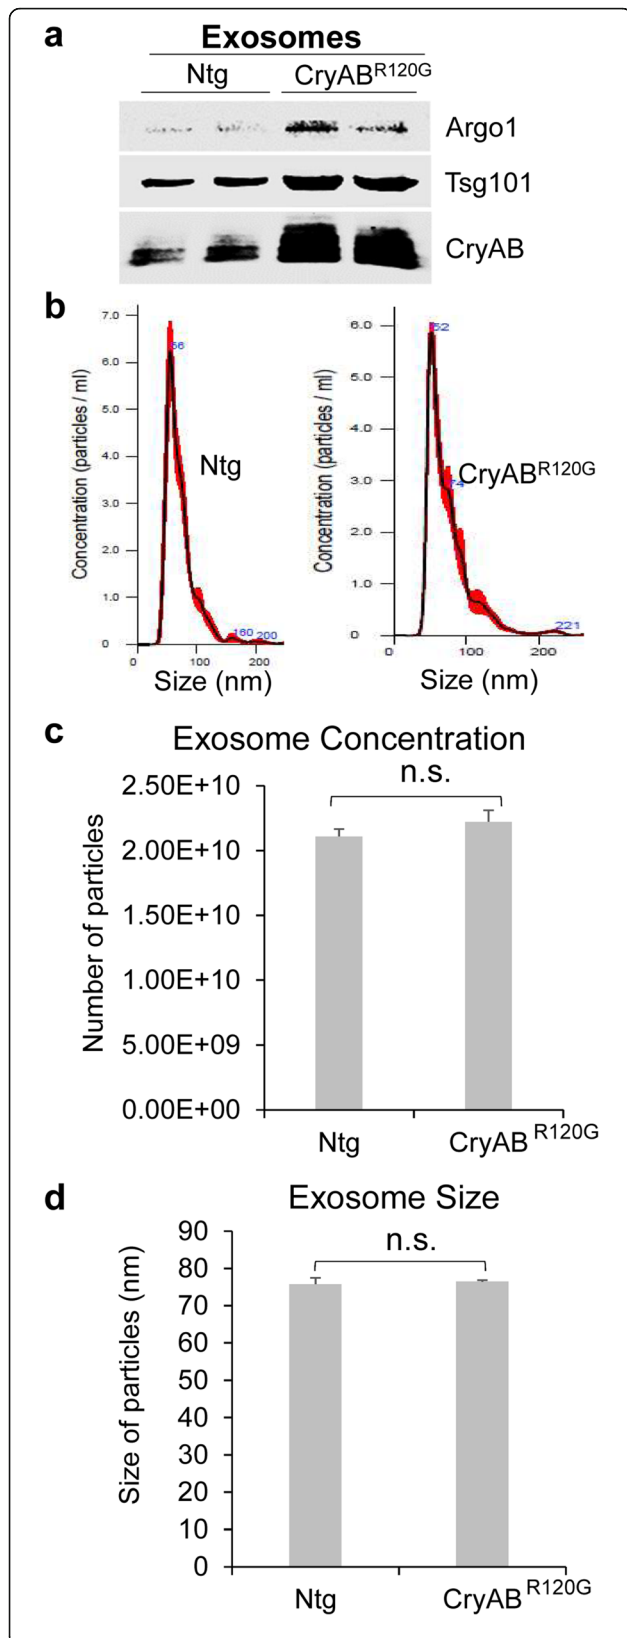 a
Exosomes
Ntg CryABR120G
Argo1
Tsg101
CryAB
b
Concentration (particles / ml)
7.0
6.0
5.0
4.0
3.0
2.0
1.0
0
56
Ntg
160
200
0 100 200
Size (nm)
Concentration (particles / ml)
6.0
5.0
4.0
3.0
2.0
1.0
0
52
74
CryABR120G
221
0 100 200
Size (nm)
c
Exosome Concentration
n.s.
Number of particles
2.50E+10
2.00E+10
1.50E+10
1.00E+10
5.00E+09
0.00E+00
Ntg CryAB R120G
d
Exosome Size
n.s.
Size of particles (nm)
90
80
70
60
50
40
30
20
10
0
Ntg CryAB R120G